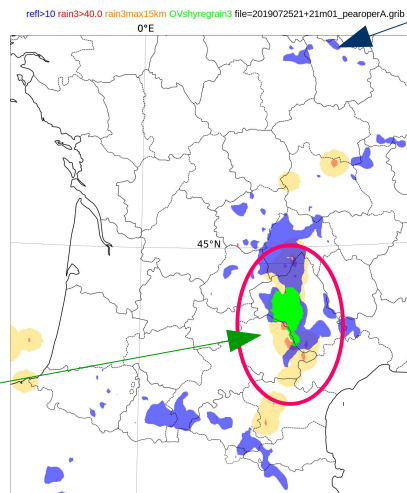 refl>10 rain3>40.0 rain3max15km OVshyregrain3 file=2019072521+21m01_pearoperA.grib
0°E
45°N